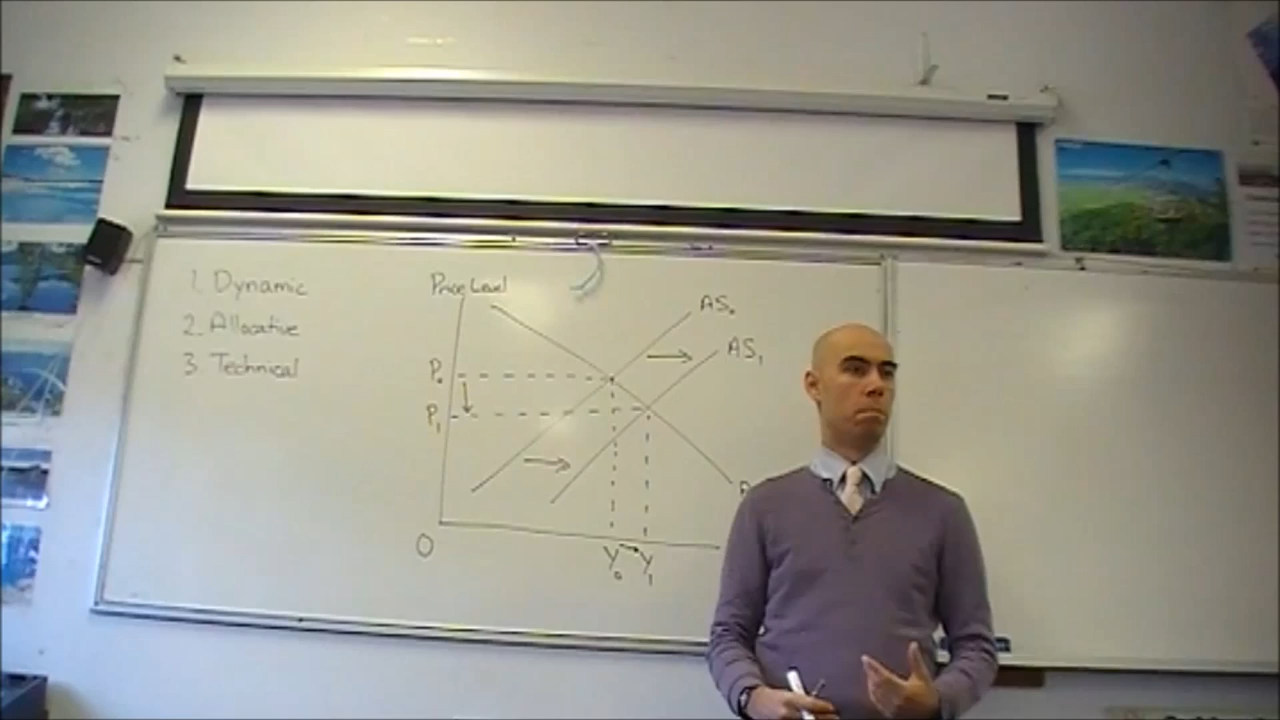 1. Dynamic
2. Allocative
3. Technical
Price Level
AS₀
AS₁
P₀
P₁
O
Y₀ → Y₁